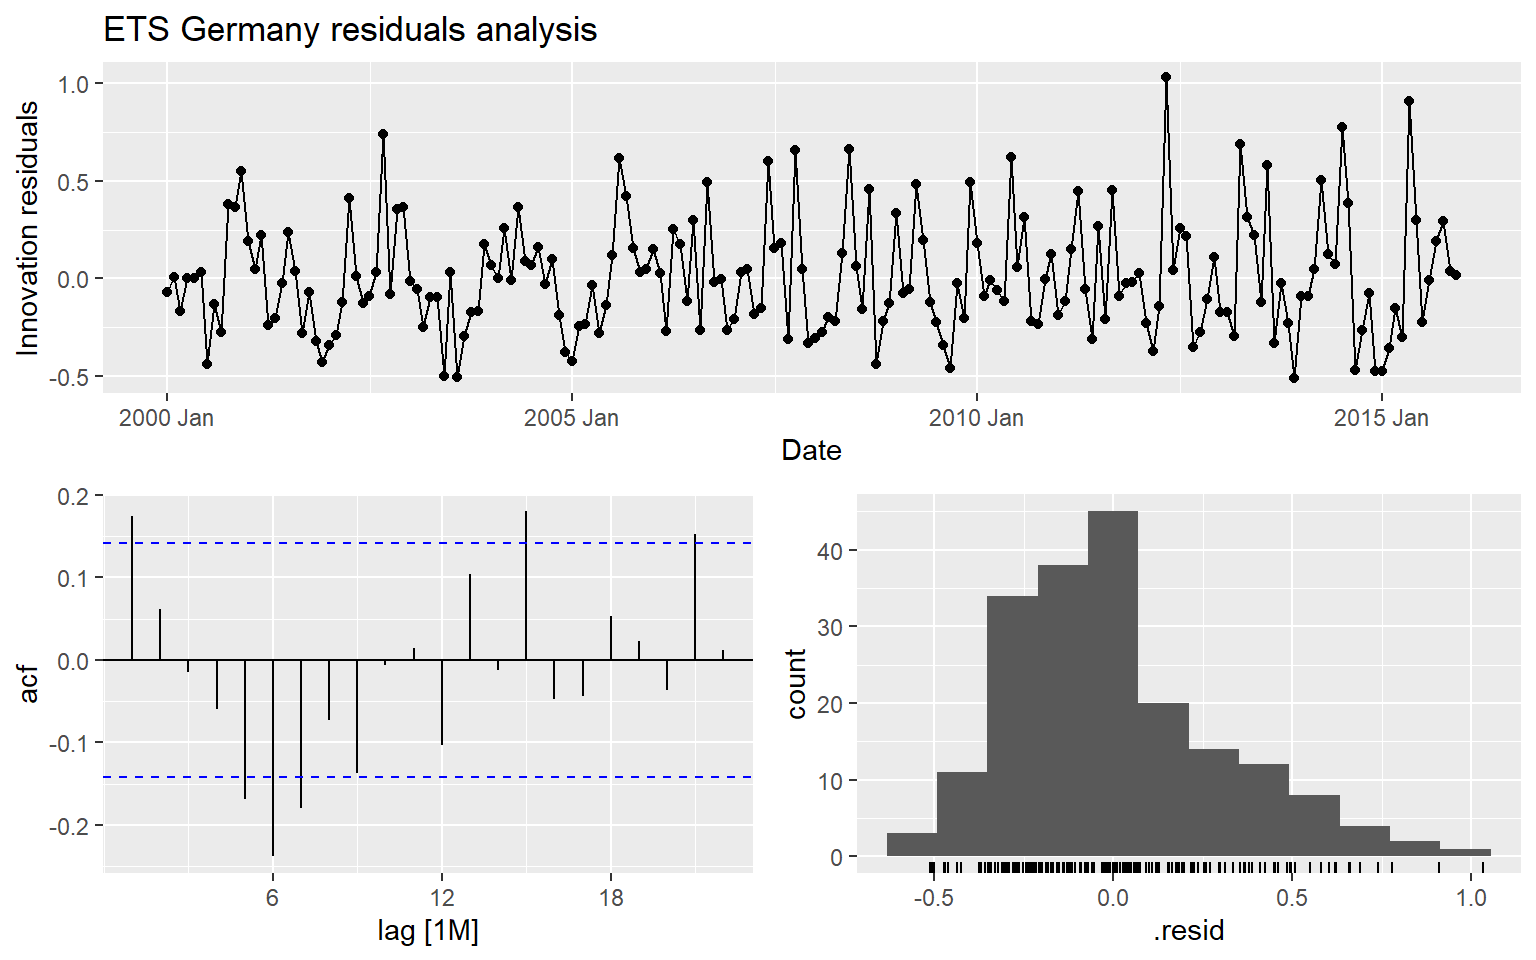 ETS Germany residuals analysis
Innovation residuals
1.0
0.5
0.0
-0.5
2000 Jan
2005 Jan
2010 Jan
2015 Jan
Date
acf
0.2
0.1
0.0
-0.1
-0.2
6
12
18
lag [1M]
count
40
30
20
10
0
-0.5
0.0
0.5
1.0
.resid